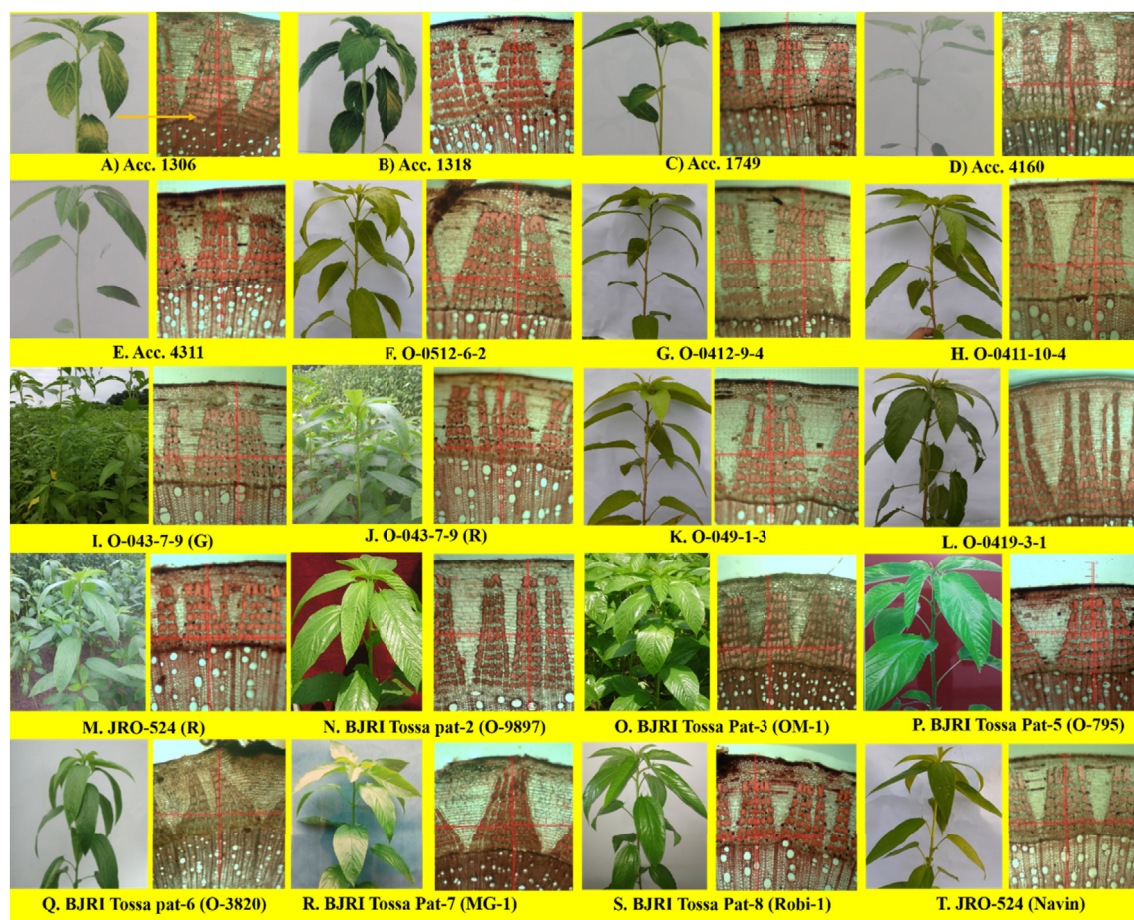 A) Acc. 1306
B) Acc. 1318
C) Acc. 1749
D) Acc. 4160
E. Acc. 4311
F. O-0512-6-2
G. O-0412-9-4
H. O-0411-10-4
I. O-043-7-9 (G)
J. O-043-7-9 (R)
K. O-049-1-3
L. O-0419-3-1
M. JRO-524 (R)
N. BJRI Tossa pat-2 (O-9897)
O. BJRI Tossa Pat-3 (OM-1)
P. BJRI Tossa Pat-5 (O-795)
Q. BJRI Tossa pat-6 (O-3820)
R. BJRI Tossa Pat-7 (MG-1)
S. BJRI Tossa Pat-8 (Robi-1)
T. JRO-524 (Navin)